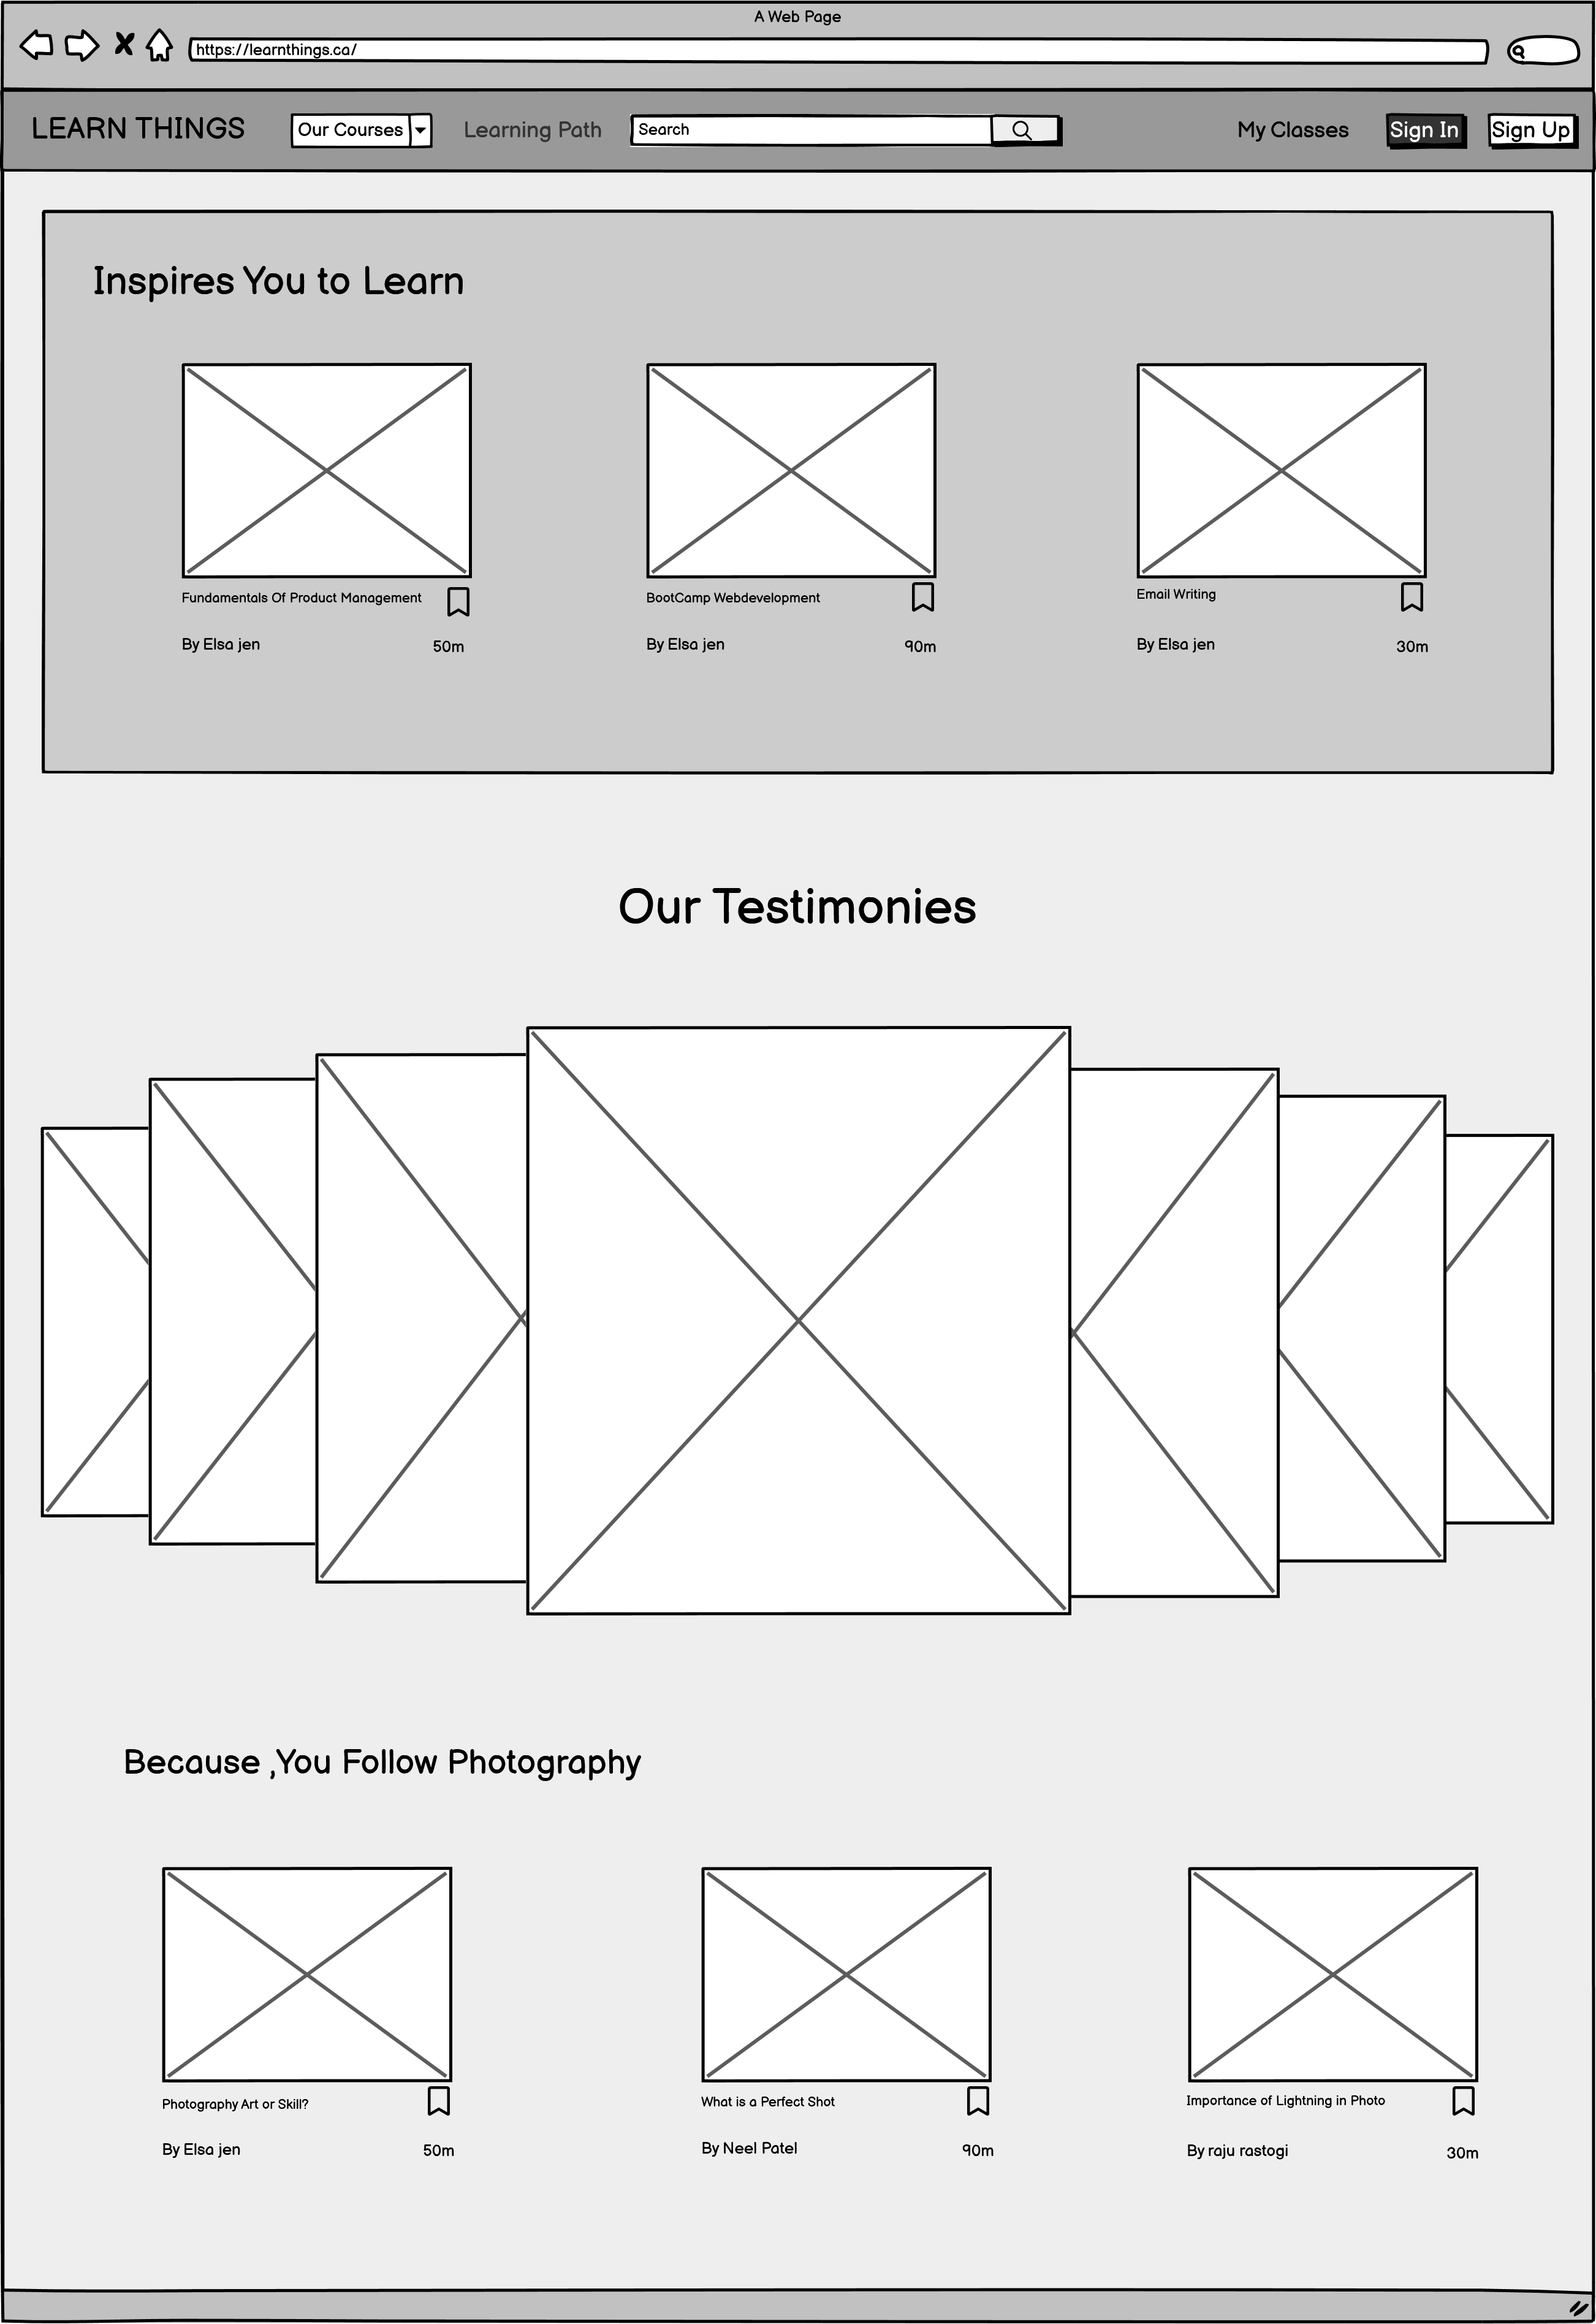 A Web Page
https://learnthings.ca/
LEARN THINGS Our Courses Learning Path Search My Classes Sign In Sign Up
Inspires You to Learn
Fundamentals Of Product Management
By Elsa jen 50m
BootCamp Webdevelopment
By Elsa jen 90m
Email Writing
By Elsa jen 30m
Our Testimonies
Because ,You Follow Photography
Photography Art or Skill?
By Elsa jen 50m
What is a Perfect Shot
By Neel Patel 90m
Importance of Lightning in Photo
By raju rastogi 30m